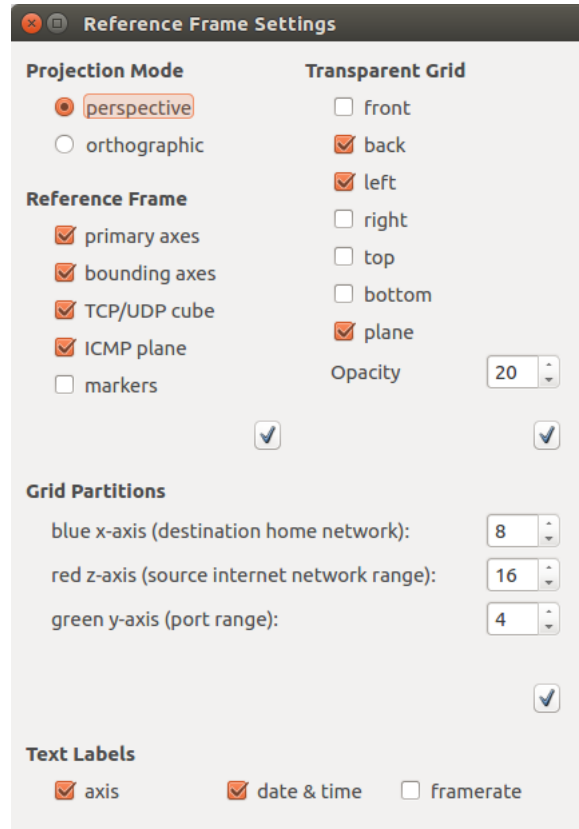 Reference Frame Settings
Projection Mode
perspective
orthographic
Reference Frame
primary axes
bounding axes
TCP/UDP cube
ICMP plane
markers
Transparent Grid
front
back
left
right
top
bottom
plane
Opacity 20
Grid Partitions
blue x-axis (destination home network): 8
red z-axis (source internet network range): 16
green y-axis (port range): 4
Text Labels
axis date & time framerate